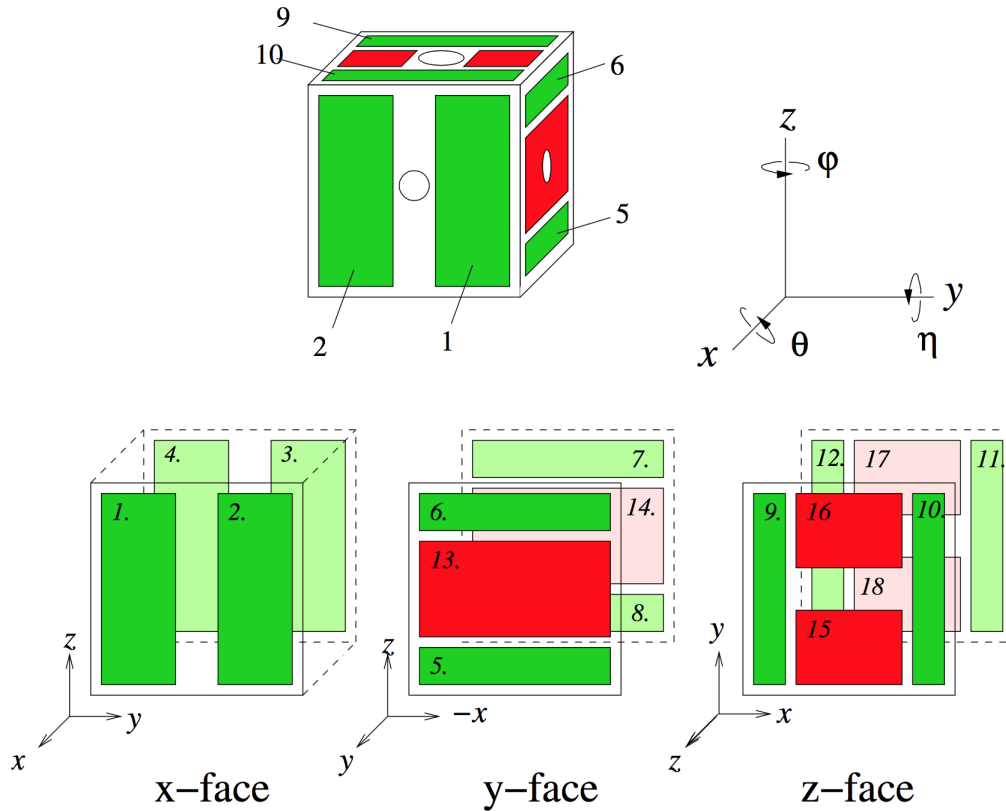 9
10
6
5
2
1
z
φ
y
η
x
θ
4.
3.
1.
2.
z
y
x
x−face
7.
6.
14.
13.
8.
5.
z
−x
y
y−face
12.
17
11.
9.
16
10.
18
15
y
x
z
z−face